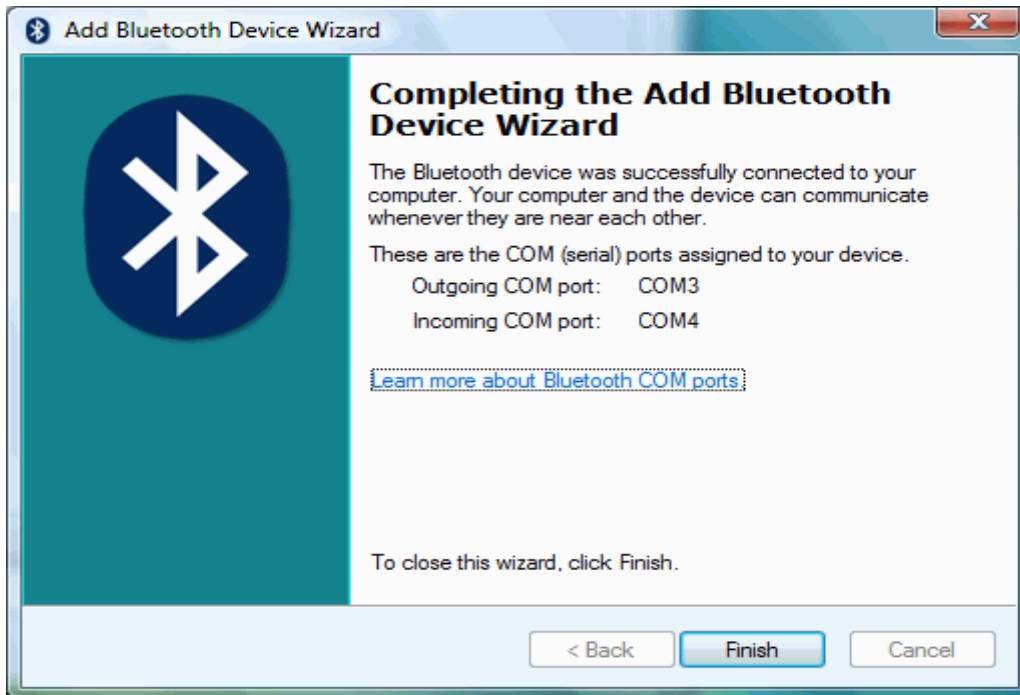 Add Bluetooth Device Wizard
Completing the Add Bluetooth
Device Wizard
The Bluetooth device was successfully connected to your
computer. Your computer and the device can communicate
whenever they are near each other.
These are the COM (serial) ports assigned to your device.
Outgoing COM port: COM3
Incoming COM port: COM4
Learn more about Bluetooth COM ports.
To close this wizard, click Finish.
< Back Finish Cancel